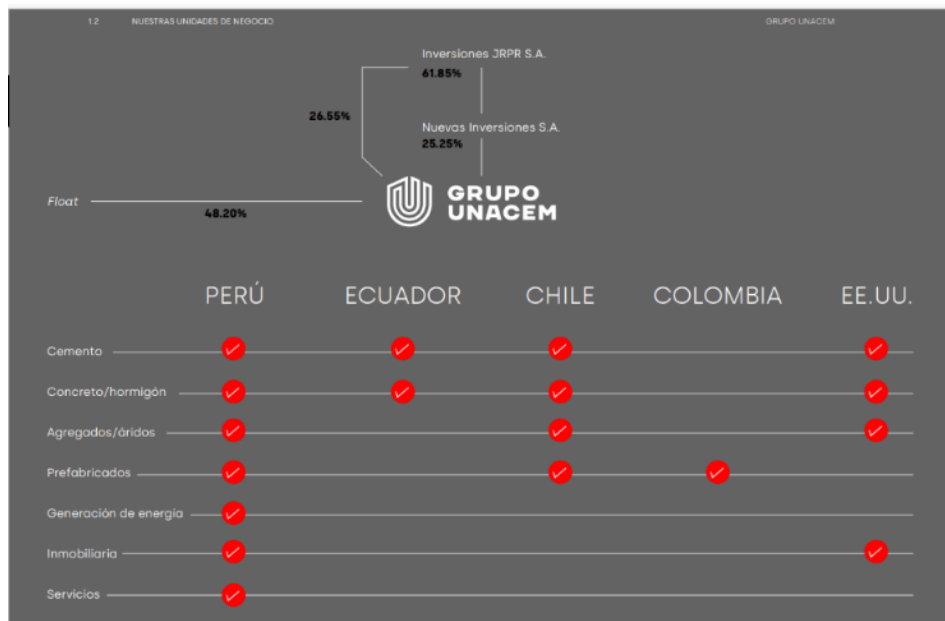 1.2 NUESTRAS UNIDADES DE NEGOCIO GRUPO UNACEM
Inversiones JRPR S.A.
61.85%
26.55%
Nuevas Inversiones S.A.
25.25%
Float
48.20%
GRUPO
UNACEM
PERÚ ECUADOR CHILE COLOMBIA EE.UU.
Cemento
Concreto/hormigón
Agregados/áridos
Prefabricados
Generación de energía
Inmobiliaria
Servicios